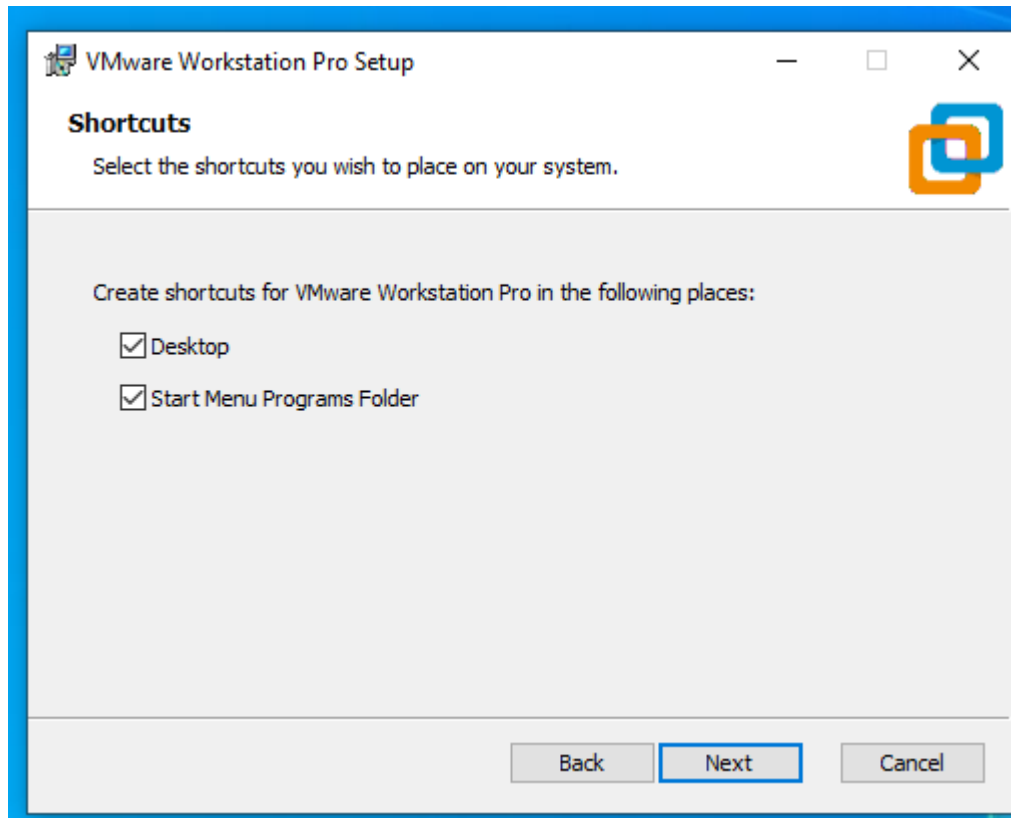 VMware Workstation Pro Setup
Shortcuts
Select the shortcuts you wish to place on your system.
Create shortcuts for VMware Workstation Pro in the following places:
Desktop
Start Menu Programs Folder
Back Next Cancel